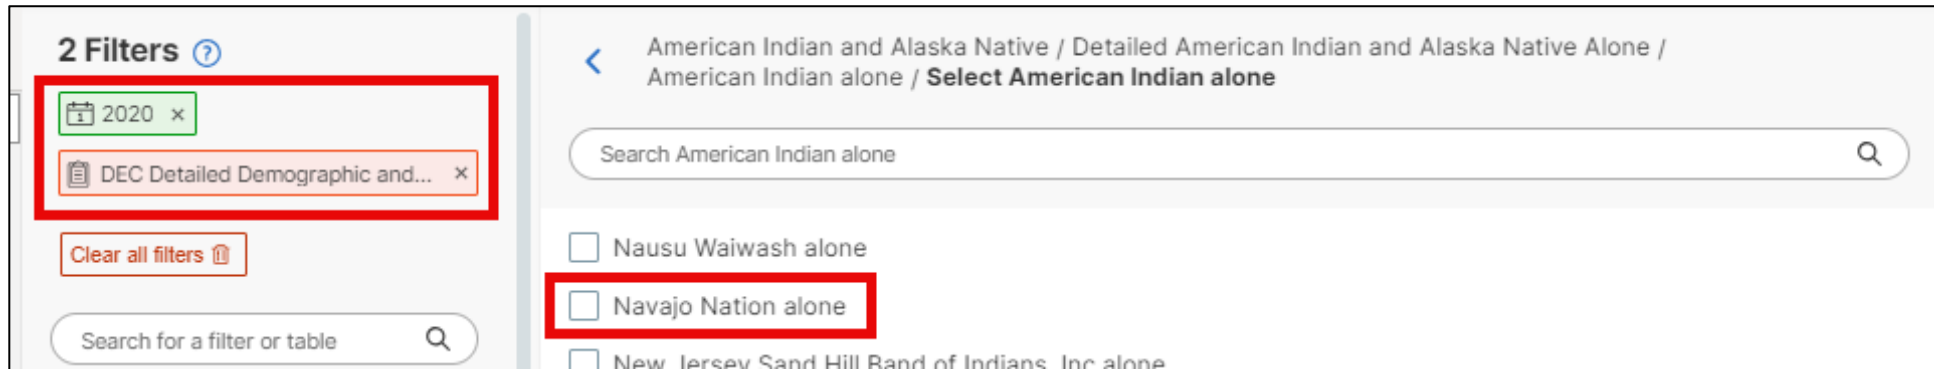 2 Filters
2020
DEC Detailed Demographic and...
Clear all filters
Search for a filter or table
American Indian and Alaska Native / Detailed American Indian and Alaska Native Alone /
American Indian alone / Select American Indian alone
Search American Indian alone
Nausu Waiwash alone
Navajo Nation alone
New Jersey Sand Hill Band of Indians, Inc alone